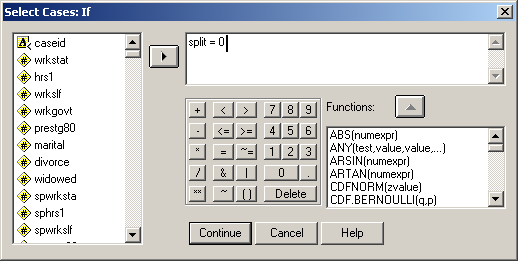 Select Cases: If
caseid
wrkstat
hrs1
wrkslf
wrkgovt
prestg80
marital
divorce
widowed
spwrksta
sphrs1
spwrkslf
split = 0
+ < > 7 8 9
- <= >= 4 5 6
* = ~= 1 2 3
/ & | 0 .
** ~ ( ) Delete
Functions:
ABS(numexpr)
ANY(test,value,value,...)
ARSIN(numexpr)
ARTAN(numexpr)
CDFNORM(zvalue)
CDF.BERNOULLI(q,p)
Continue Cancel Help